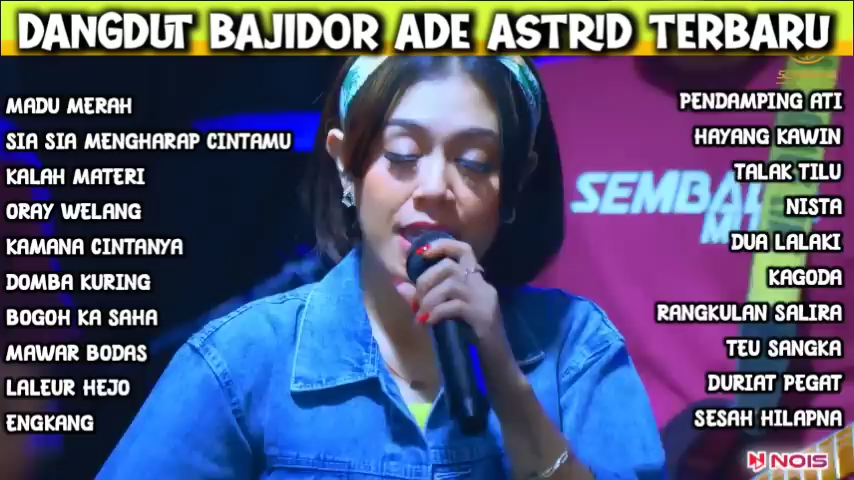 DANGDUT BAJIDOR ADE ASTRID TERBARU
MADU MERAH
SIA SIA MENGHARAP CINTAMU
KALAH MATERI
ORAY WELANG
KAMANA CINTANYA
DOMBA KURING
BOGOH KA SAHA
MAWAR BODAS
LALEUR HEJO
ENGKANG
PENDAMPING ATI
HAYANG KAWIN
TALAK TILU
NISTA
DUA LALAKI
KAGODA
RANGKULAN SALIRA
TEU SANGKA
DURIAT PEGAT
SESAH HILAPNA
NOIS